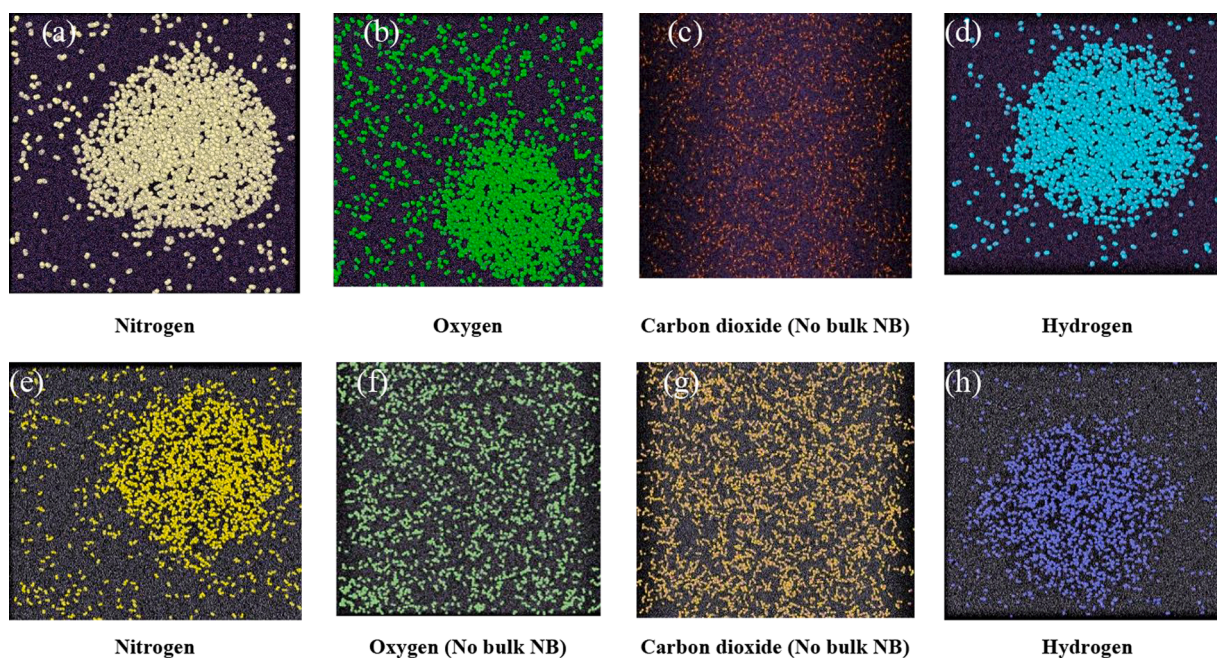 (a)
(b)
(c)
(d)
Nitrogen
Oxygen
Carbon dioxide (No bulk NB)
Hydrogen
(e)
(f)
(g)
(h)
Nitrogen
Oxygen (No bulk NB)
Carbon dioxide (No bulk NB)
Hydrogen